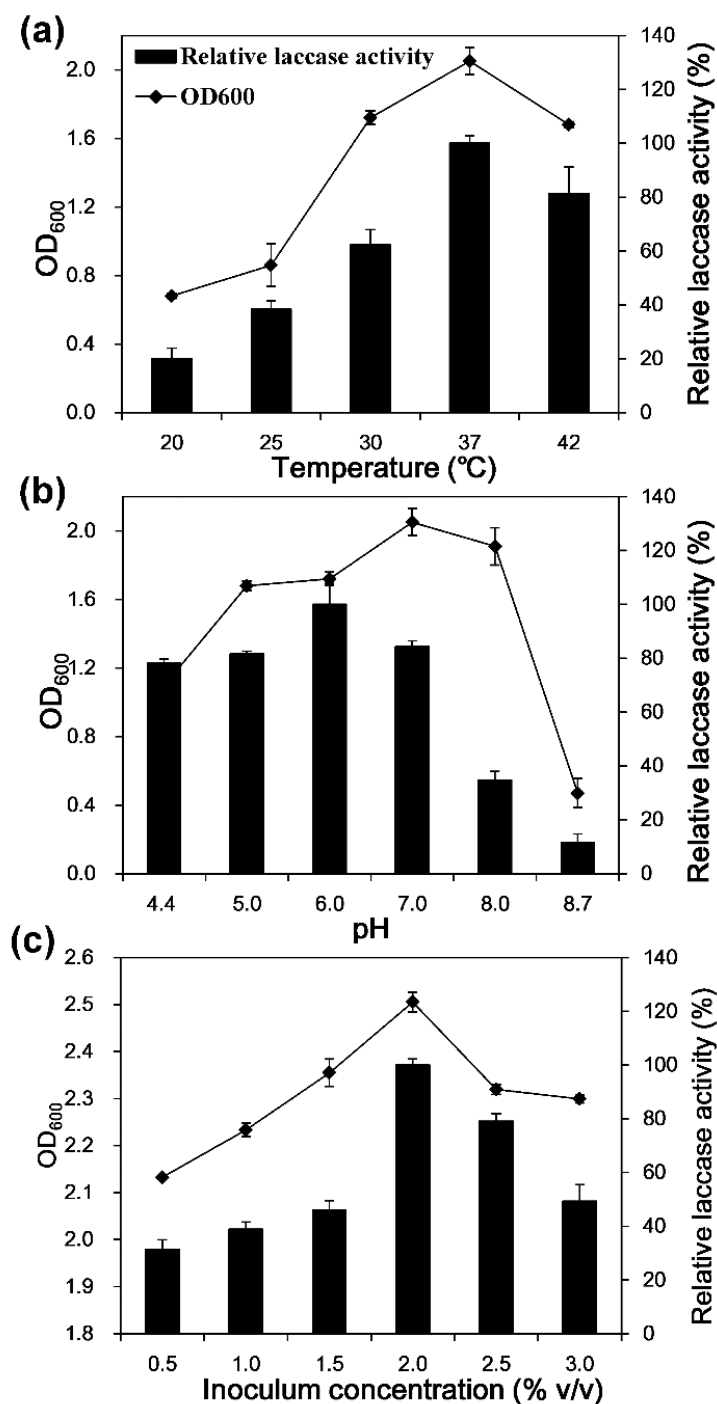 (a)
Relative laccase activity
OD600
OD600
2.0
1.6
1.2
0.8
0.4
0.0
140
120
100
80
60
40
20
0
Relative laccase activity (%)
20 25 30 37 42
Temperature (°C)
(b)
OD600
2.0
1.6
1.2
0.8
0.4
0.0
140
120
100
80
60
40
20
0
Relative laccase activity (%)
4.4 5.0 6.0 7.0 8.0 8.7
pH
(c)
OD600
2.6
2.5
2.4
2.3
2.2
2.1
2.0
1.9
1.8
140
120
100
80
60
40
20
0
Relative laccase activity (%)
0.5 1.0 1.5 2.0 2.5 3.0
Inoculum concentration (% v/v)